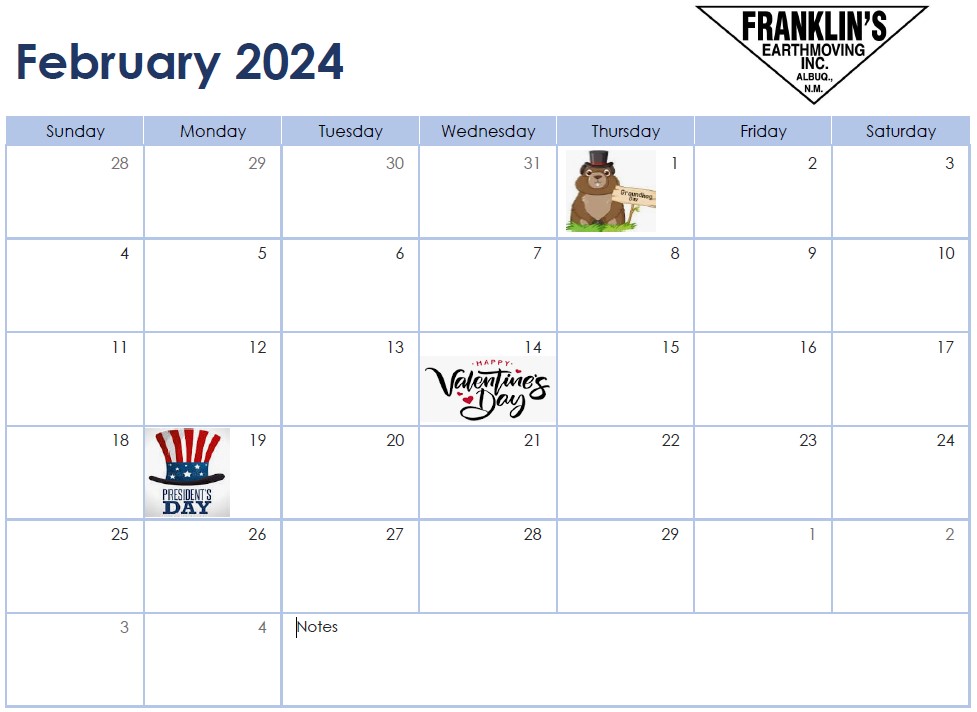 FRANKLIN'S
EARTHMOVING
INC.
ALBUQ.,
N.M.
February 2024
Sunday Monday Tuesday Wednesday Thursday Friday Saturday
28 29 30 31 1 2 3
Groundhog
Day
4 5 6 7 8 9 10
11 12 13 14 15 16 17
HAPPY
Valentine's
Day
18 19 20 21 22 23 24
PRESIDENT'S
DAY
25 26 27 28 29 1 2
3 4 Notes